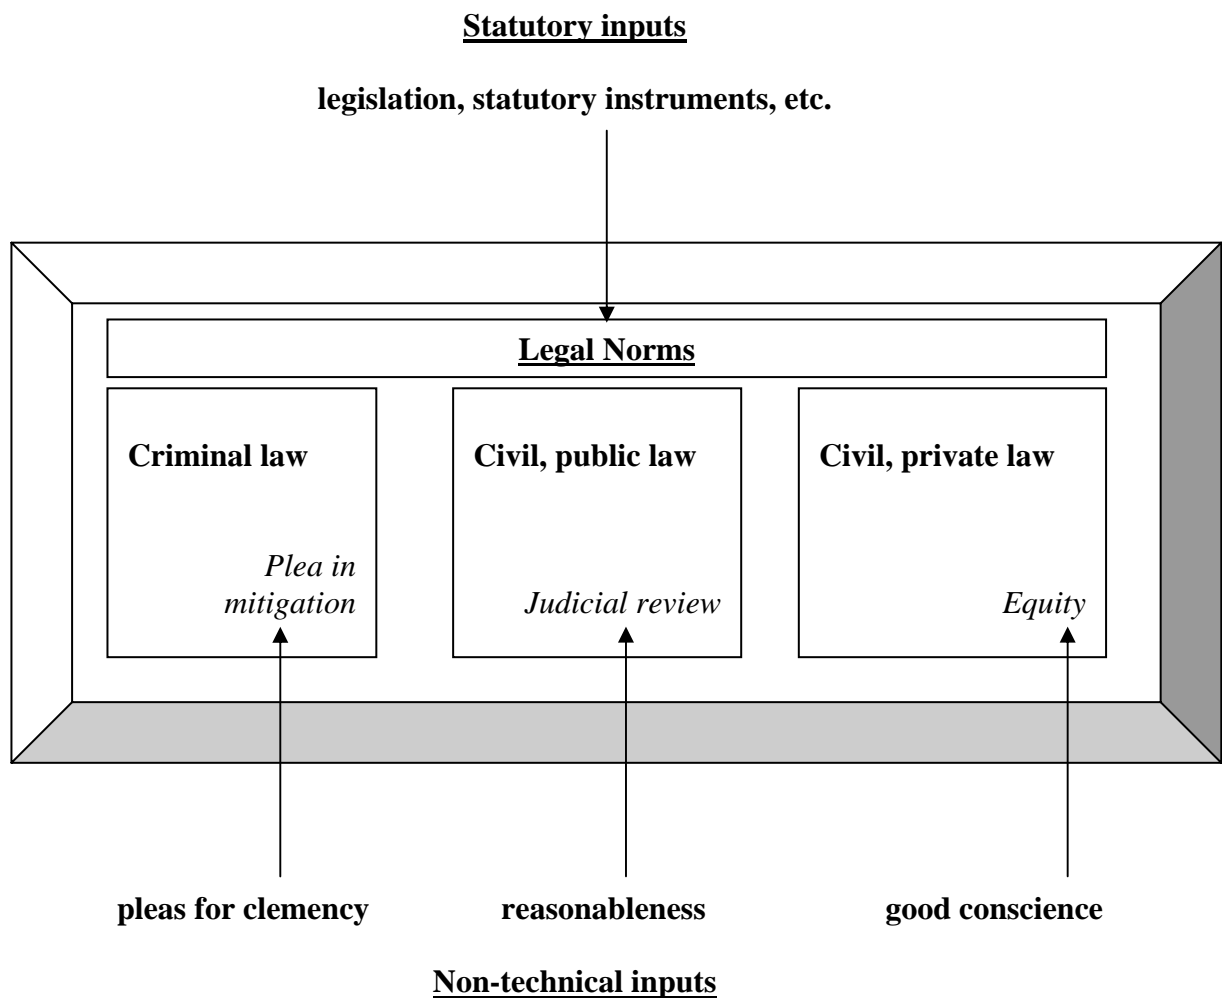 Statutory inputs
legislation, statutory instruments, etc.
Legal Norms
Criminal law
Plea in
mitigation
Civil, public law
Judicial review
Civil, private law
Equity
pleas for clemency
reasonableness
good conscience
Non-technical inputs